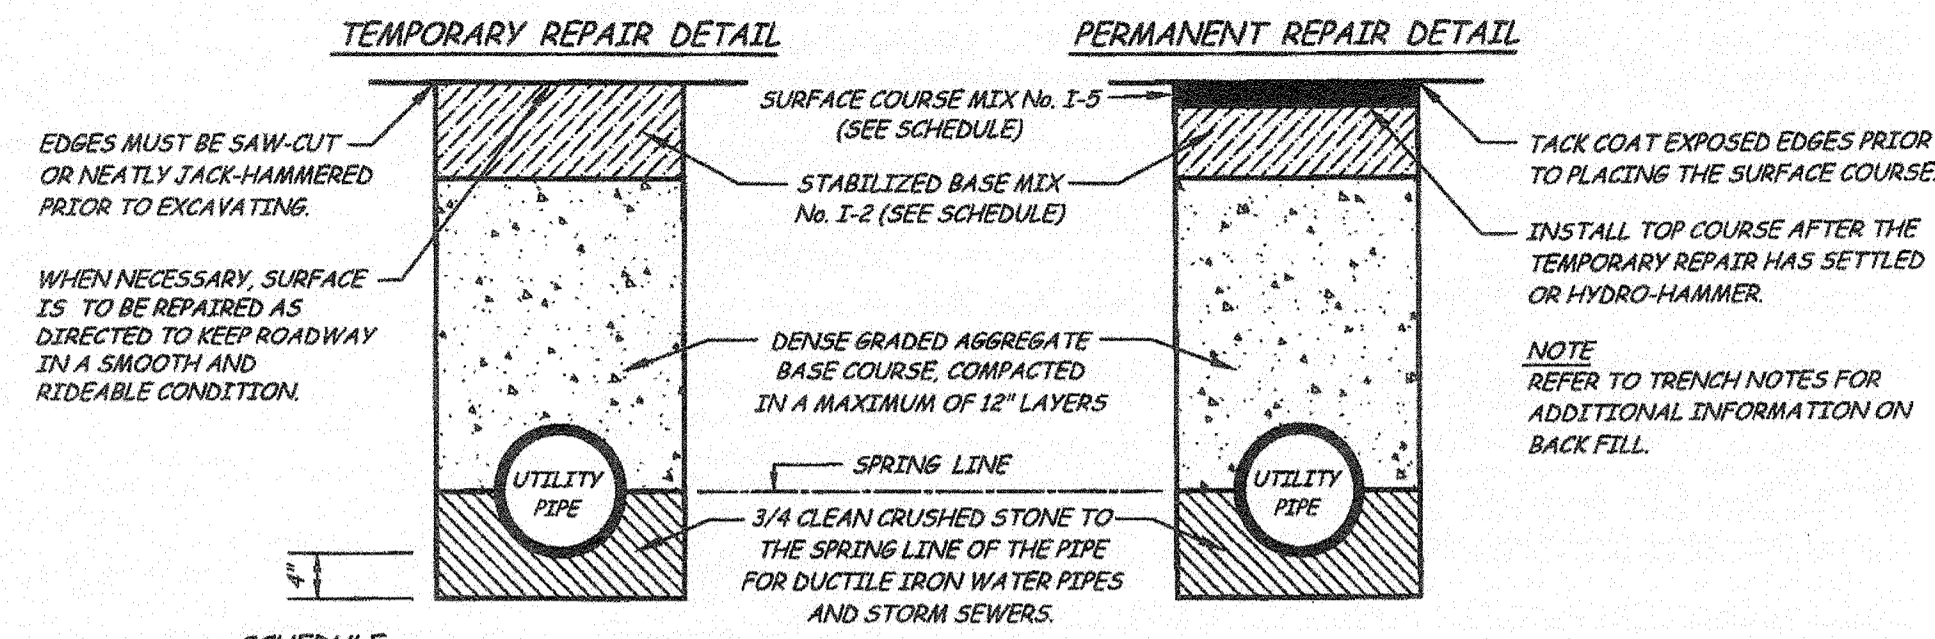 TEMPORARY REPAIR DETAIL
PERMANENT REPAIR DETAIL
EDGES MUST BE SAW-CUT
OR NEATLY JACK-HAMMERED
PRIOR TO EXCAVATING.
WHEN NECESSARY, SURFACE
IS TO BE REPAIRED AS
DIRECTED TO KEEP ROADWAY
IN A SMOOTH AND
RIDEABLE CONDITION.
SURFACE COURSE MIX No. I-5
(SEE SCHEDULE)
STABILIZED BASE MIX
No. I-2 (SEE SCHEDULE)
DENSE GRADED AGGREGATE
BASE COURSE, COMPACTED
IN A MAXIMUM OF 12" LAYERS
SPRING LINE
3/4 CLEAN CRUSHED STONE TO
THE SPRING LINE OF THE PIPE
FOR DUCTILE IRON WATER PIPES
AND STORM SEWERS.
UTILITY
PIPE
UTILITY
PIPE
4"
TACK COAT EXPOSED EDGES PRIOR
TO PLACING THE SURFACE COURSE.
INSTALL TOP COURSE AFTER THE
TEMPORARY REPAIR HAS SETTLED
OR HYDRO-HAMMER.
NOTE
REFER TO TRENCH NOTES FOR
ADDITIONAL INFORMATION ON
BACK FILL.
SCHEDULE